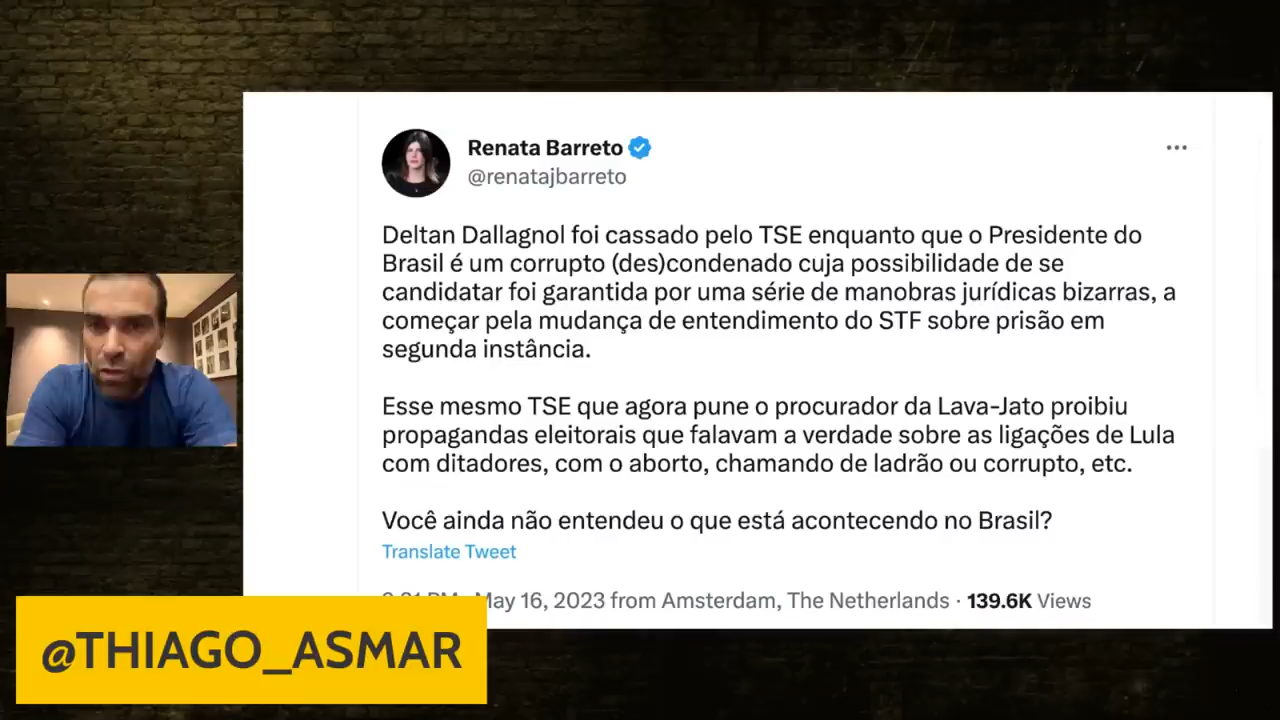 Renata Barreto
@renatajbarreto
Deltan Dallagnol foi cassado pelo TSE enquanto que o Presidente do
Brasil é um corrupto (des)condenado cuja possibilidade de se
candidatar foi garantida por uma série de manobras jurídicas bizarras, a
começar pela mudança de entendimento do STF sobre prisão em
segunda instância.
Esse mesmo TSE que agora pune o procurador da Lava-Jato proibiu
propagandas eleitorais que falavam a verdade sobre as ligações de Lula
com ditadores, com o aborto, chamando de ladrão ou corrupto, etc.
Você ainda não entendeu o que está acontecendo no Brasil?
Translate Tweet
May 16, 2023 from Amsterdam, The Netherlands · 139.6K Views
@THIAGO_ASMAR